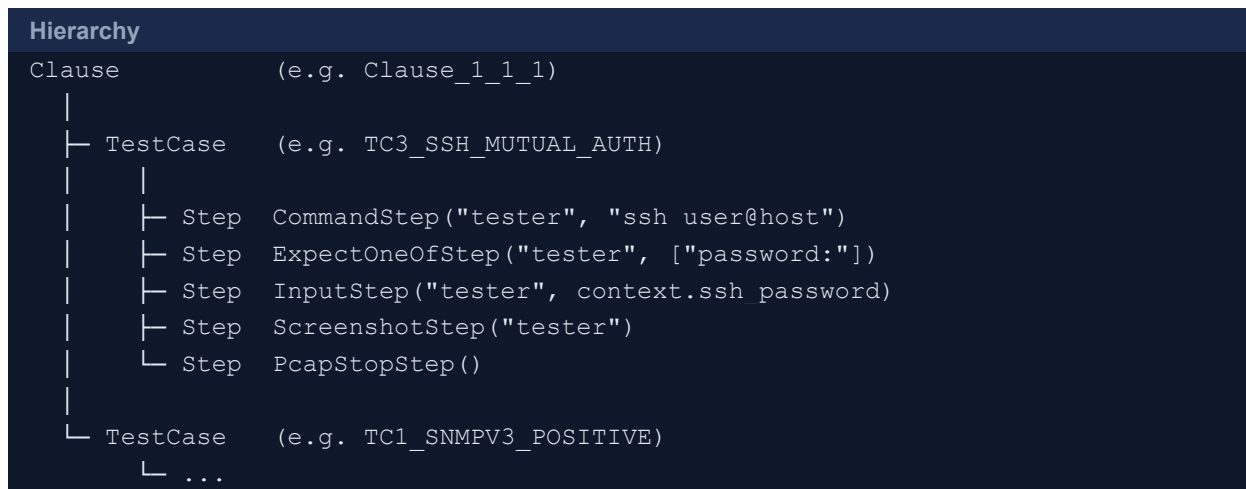 Hierarchy
Clause          (e.g. Clause_1_1_1)
  │
  ├─ TestCase   (e.g. TC3_SSH_MUTUAL_AUTH)
  │     │
  │     ├─ Step  CommandStep("tester", "ssh user@host")
  │     ├─ Step  ExpectOneOfStep("tester", ["password:"])
  │     ├─ Step  InputStep("tester", context.ssh_password)
  │     ├─ Step  ScreenshotStep("tester")
  │     └─ Step  PcapStopStep()
  │
  └─ TestCase   (e.g. TC1_SNMPV3_POSITIVE)
        └─ ...